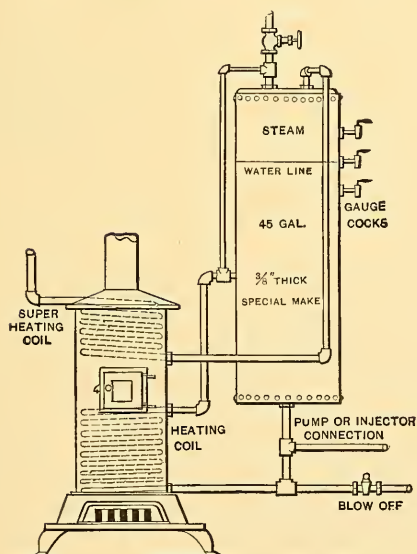 STEAM
WATER LINE
GAUGE
COCKS
45 GAL.
3/8" THICK
SPECIAL MAKE
SUPER
HEATING
COIL
HEATING
COIL
PUMP OR INJECTOR
CONNECTION
BLOW OFF